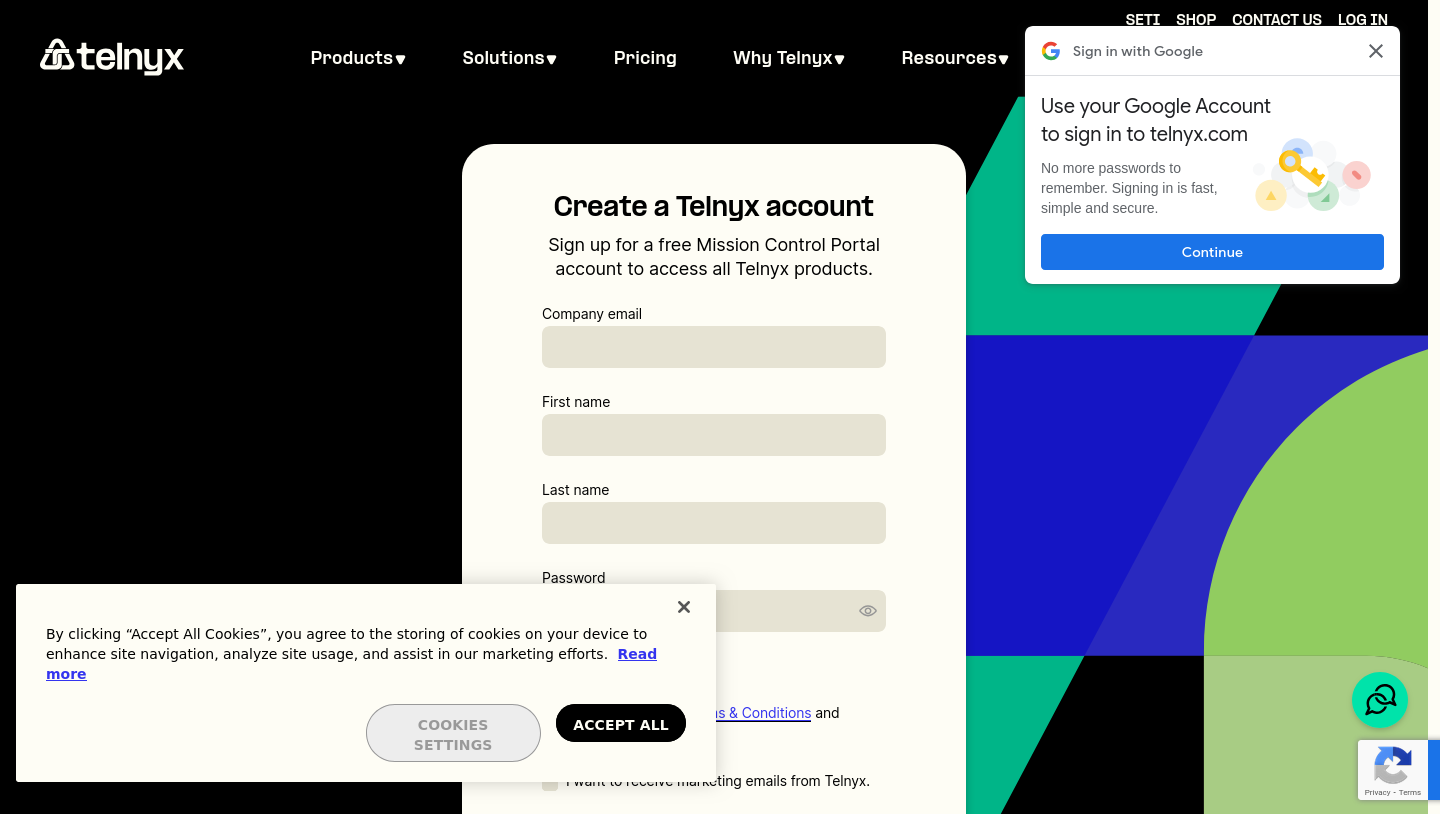 SETI SHOP CONTACT US LOG IN
telnyx
Products Solutions Pricing Why Telnyx Resources
Sign in with Google
Use your Google Account
to sign in to telnyx.com
No more passwords to
remember. Signing in is fast,
simple and secure.
Continue
Create a Telnyx account
Sign up for a free Mission Control Portal
account to access all Telnyx products.
Company email
First name
Last name
Password
& Conditions and
I want to receive marketing emails from Telnyx.
By clicking “Accept All Cookies”, you agree to the storing of cookies on your device to
enhance site navigation, analyze site usage, and assist in our marketing efforts. Read
more
COOKIES
SETTINGS
ACCEPT ALL
Privacy - Terms